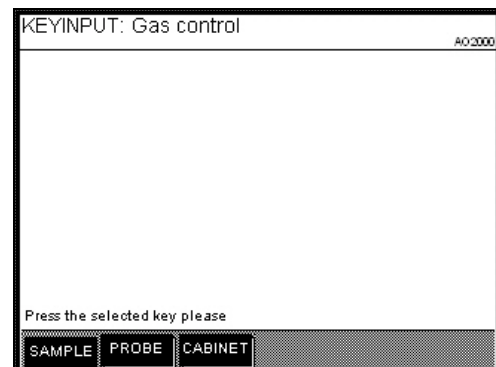 KEYINPUT: Gas control
AO2000
Press the selected key please
SAMPLE PROBE CABINET